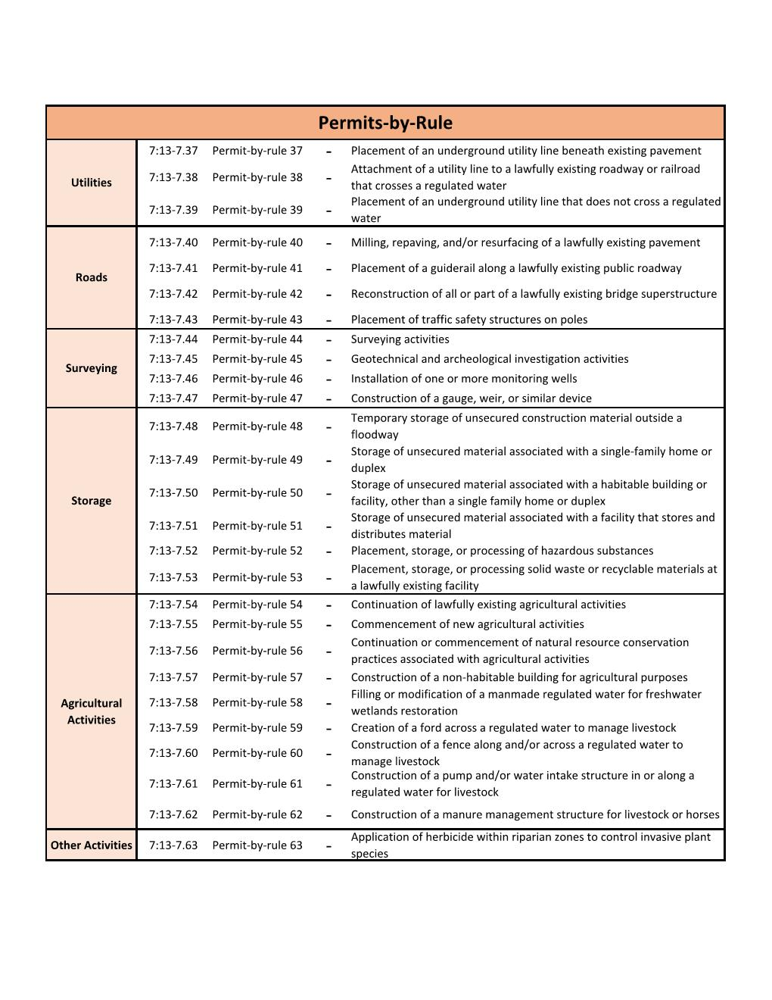 Permits-by-Rule
Utilities
7:13-7.37 Permit-by-rule 37 - Placement of an underground utility line beneath existing pavement
7:13-7.38 Permit-by-rule 38 - Attachment of a utility line to a lawfully existing roadway or railroad
that crosses a regulated water
7:13-7.39 Permit-by-rule 39 - Placement of an underground utility line that does not cross a regulated
water
Roads
7:13-7.40 Permit-by-rule 40 - Milling, repaving, and/or resurfacing of a lawfully existing pavement
7:13-7.41 Permit-by-rule 41 - Placement of a guiderail along a lawfully existing public roadway
7:13-7.42 Permit-by-rule 42 - Reconstruction of all or part of a lawfully existing bridge superstructure
7:13-7.43 Permit-by-rule 43 - Placement of traffic safety structures on poles
Surveying
7:13-7.44 Permit-by-rule 44 - Surveying activities
7:13-7.45 Permit-by-rule 45 - Geotechnical and archeological investigation activities
7:13-7.46 Permit-by-rule 46 - Installation of one or more monitoring wells
7:13-7.47 Permit-by-rule 47 - Construction of a gauge, weir, or similar device
Storage
7:13-7.48 Permit-by-rule 48 - Temporary storage of unsecured construction material outside a
floodway
7:13-7.49 Permit-by-rule 49 - Storage of unsecured material associated with a single-family home or
duplex
7:13-7.50 Permit-by-rule 50 - Storage of unsecured material associated with a habitable building or
facility, other than a single family home or duplex
7:13-7.51 Permit-by-rule 51 - Storage of unsecured material associated with a facility that stores and
distributes material
7:13-7.52 Permit-by-rule 52 - Placement, storage, or processing of hazardous substances
7:13-7.53 Permit-by-rule 53 - Placement, storage, or processing solid waste or recyclable materials at
a lawfully existing facility
Agricultural
Activities
7:13-7.54 Permit-by-rule 54 - Continuation of lawfully existing agricultural activities
7:13-7.55 Permit-by-rule 55 - Commencement of new agricultural activities
7:13-7.56 Permit-by-rule 56 - Continuation or commencement of natural resource conservation
practices associated with agricultural activities
7:13-7.57 Permit-by-rule 57 - Construction of a non-habitable building for agricultural purposes
7:13-7.58 Permit-by-rule 58 - Filling or modification of a manmade regulated water for freshwater
wetlands restoration
7:13-7.59 Permit-by-rule 59 - Creation of a ford across a regulated water to manage livestock
7:13-7.60 Permit-by-rule 60 - Construction of a fence along and/or across a regulated water to
manage livestock
7:13-7.61 Permit-by-rule 61 - Construction of a pump and/or water intake structure in or along a
regulated water for livestock
7:13-7.62 Permit-by-rule 62 - Construction of a manure management structure for livestock or horses
Other Activities
7:13-7.63 Permit-by-rule 63 - Application of herbicide within riparian zones to control invasive plant
species